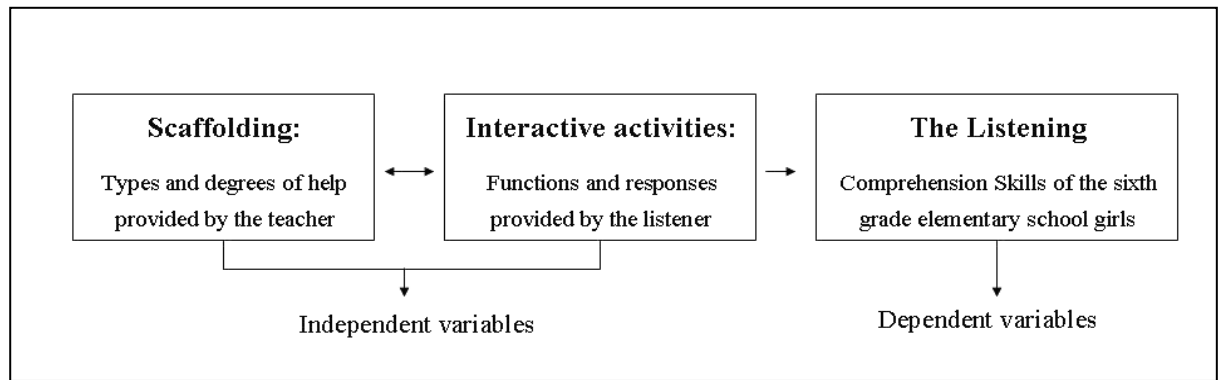 Scaffolding:
Types and degrees of help
provided by the teacher
Interactive activities:
Functions and responses
provided by the listener
The Listening
Comprehension Skills of the sixth
grade elementary school girls
Independent variables
Dependent variables